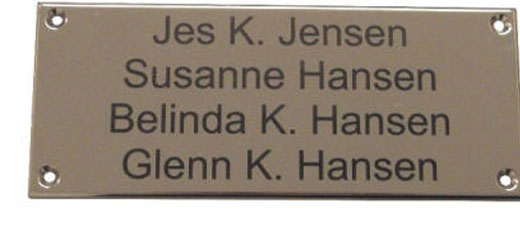 Jes K. Jensen
Susanne Hansen
Belinda K. Hansen
Glenn K. Hansen